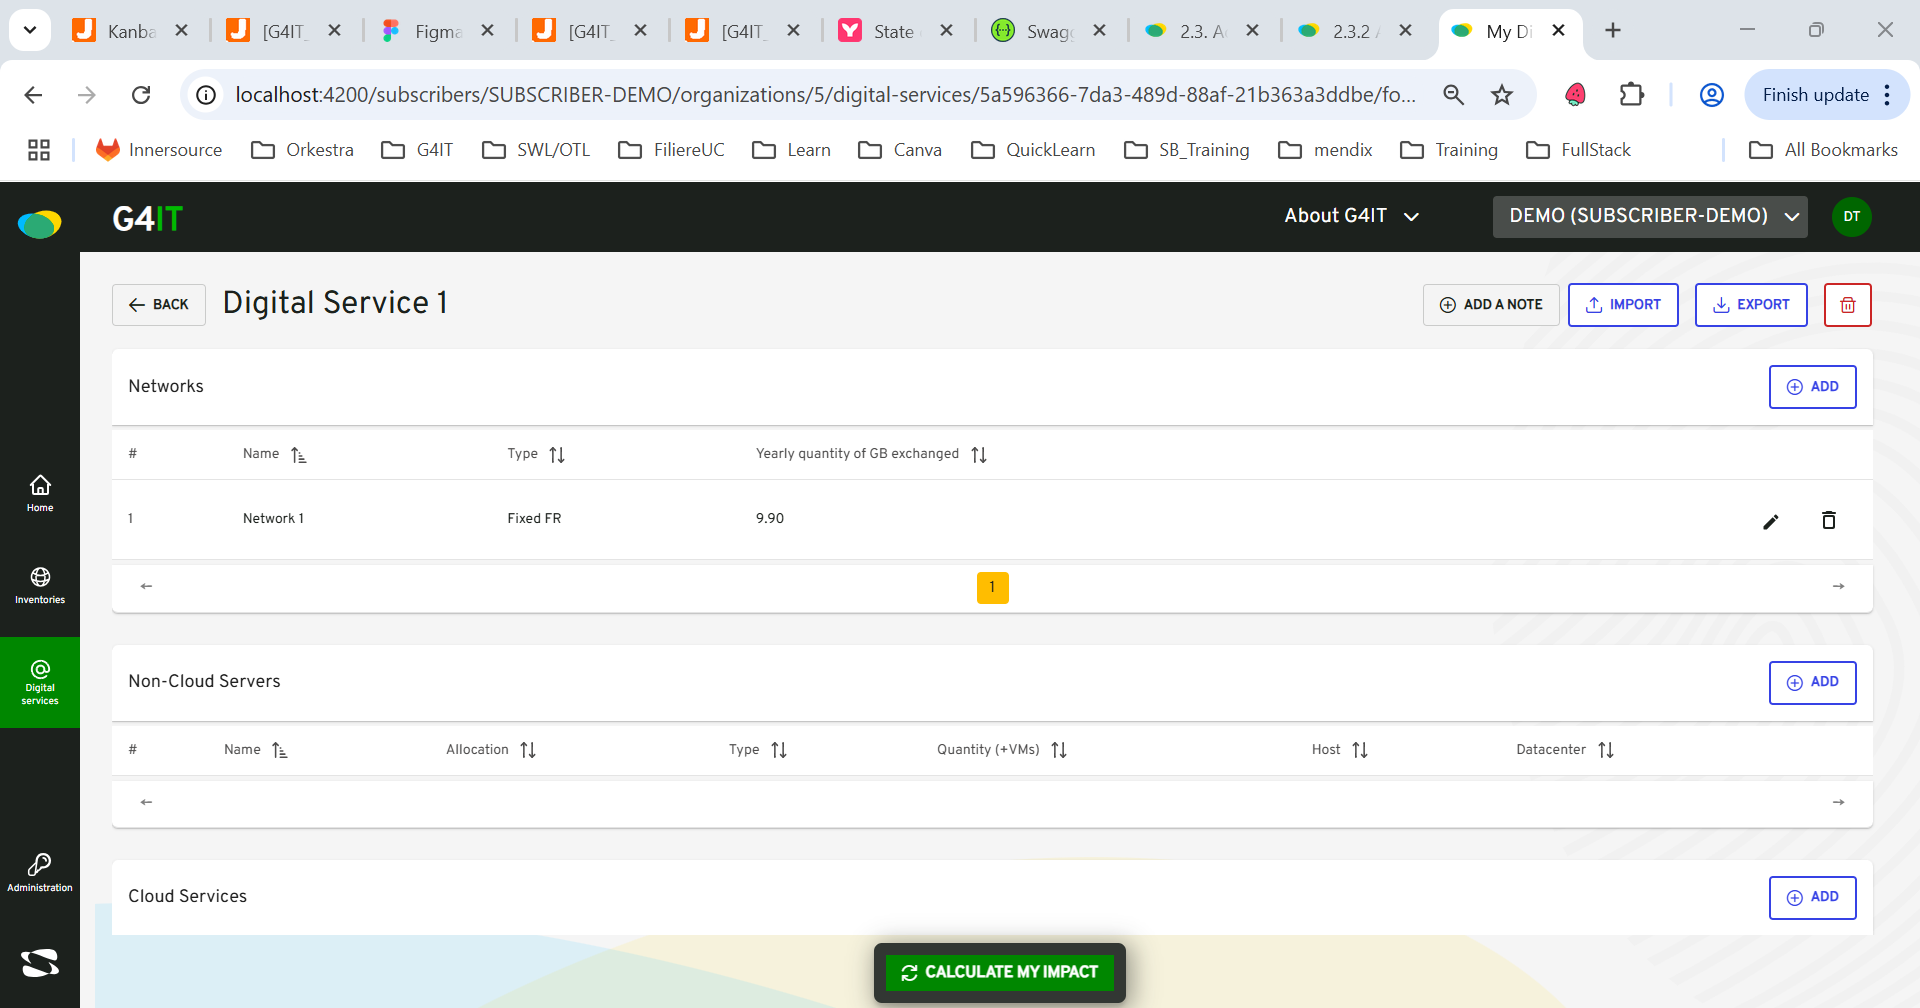 Kanba
[G4IT_
Figma
[G4IT_
[G4IT_
State
Swagg
2.3. A
2.3.2
My Di
localhost:4200/subscribers/SUBSCRIBER-DEMO/organizations/5/digital-services/5a596366-7da3-489d-88af-21b363a3ddbe/fo...
Finish update
Innersource
Orkestra
G4IT
SWL/OTL
FiliereUC
Learn
Canva
QuickLearn
SB_Training
mendix
Training
FullStack
All Bookmarks
G4IT
About G4IT
DEMO (SUBSCRIBER-DEMO)
DT
BACK
Digital Service 1
ADD A NOTE
IMPORT
EXPORT
Networks
ADD
# Name Type Yearly quantity of GB exchanged
1 Network 1 Fixed FR 9.90
1
Non-Cloud Servers
ADD
# Name Allocation Type Quantity (+VMs) Host Datacenter
Cloud Services
ADD
CALCULATE MY IMPACT
Home
Inventories
Digital
services
Administration